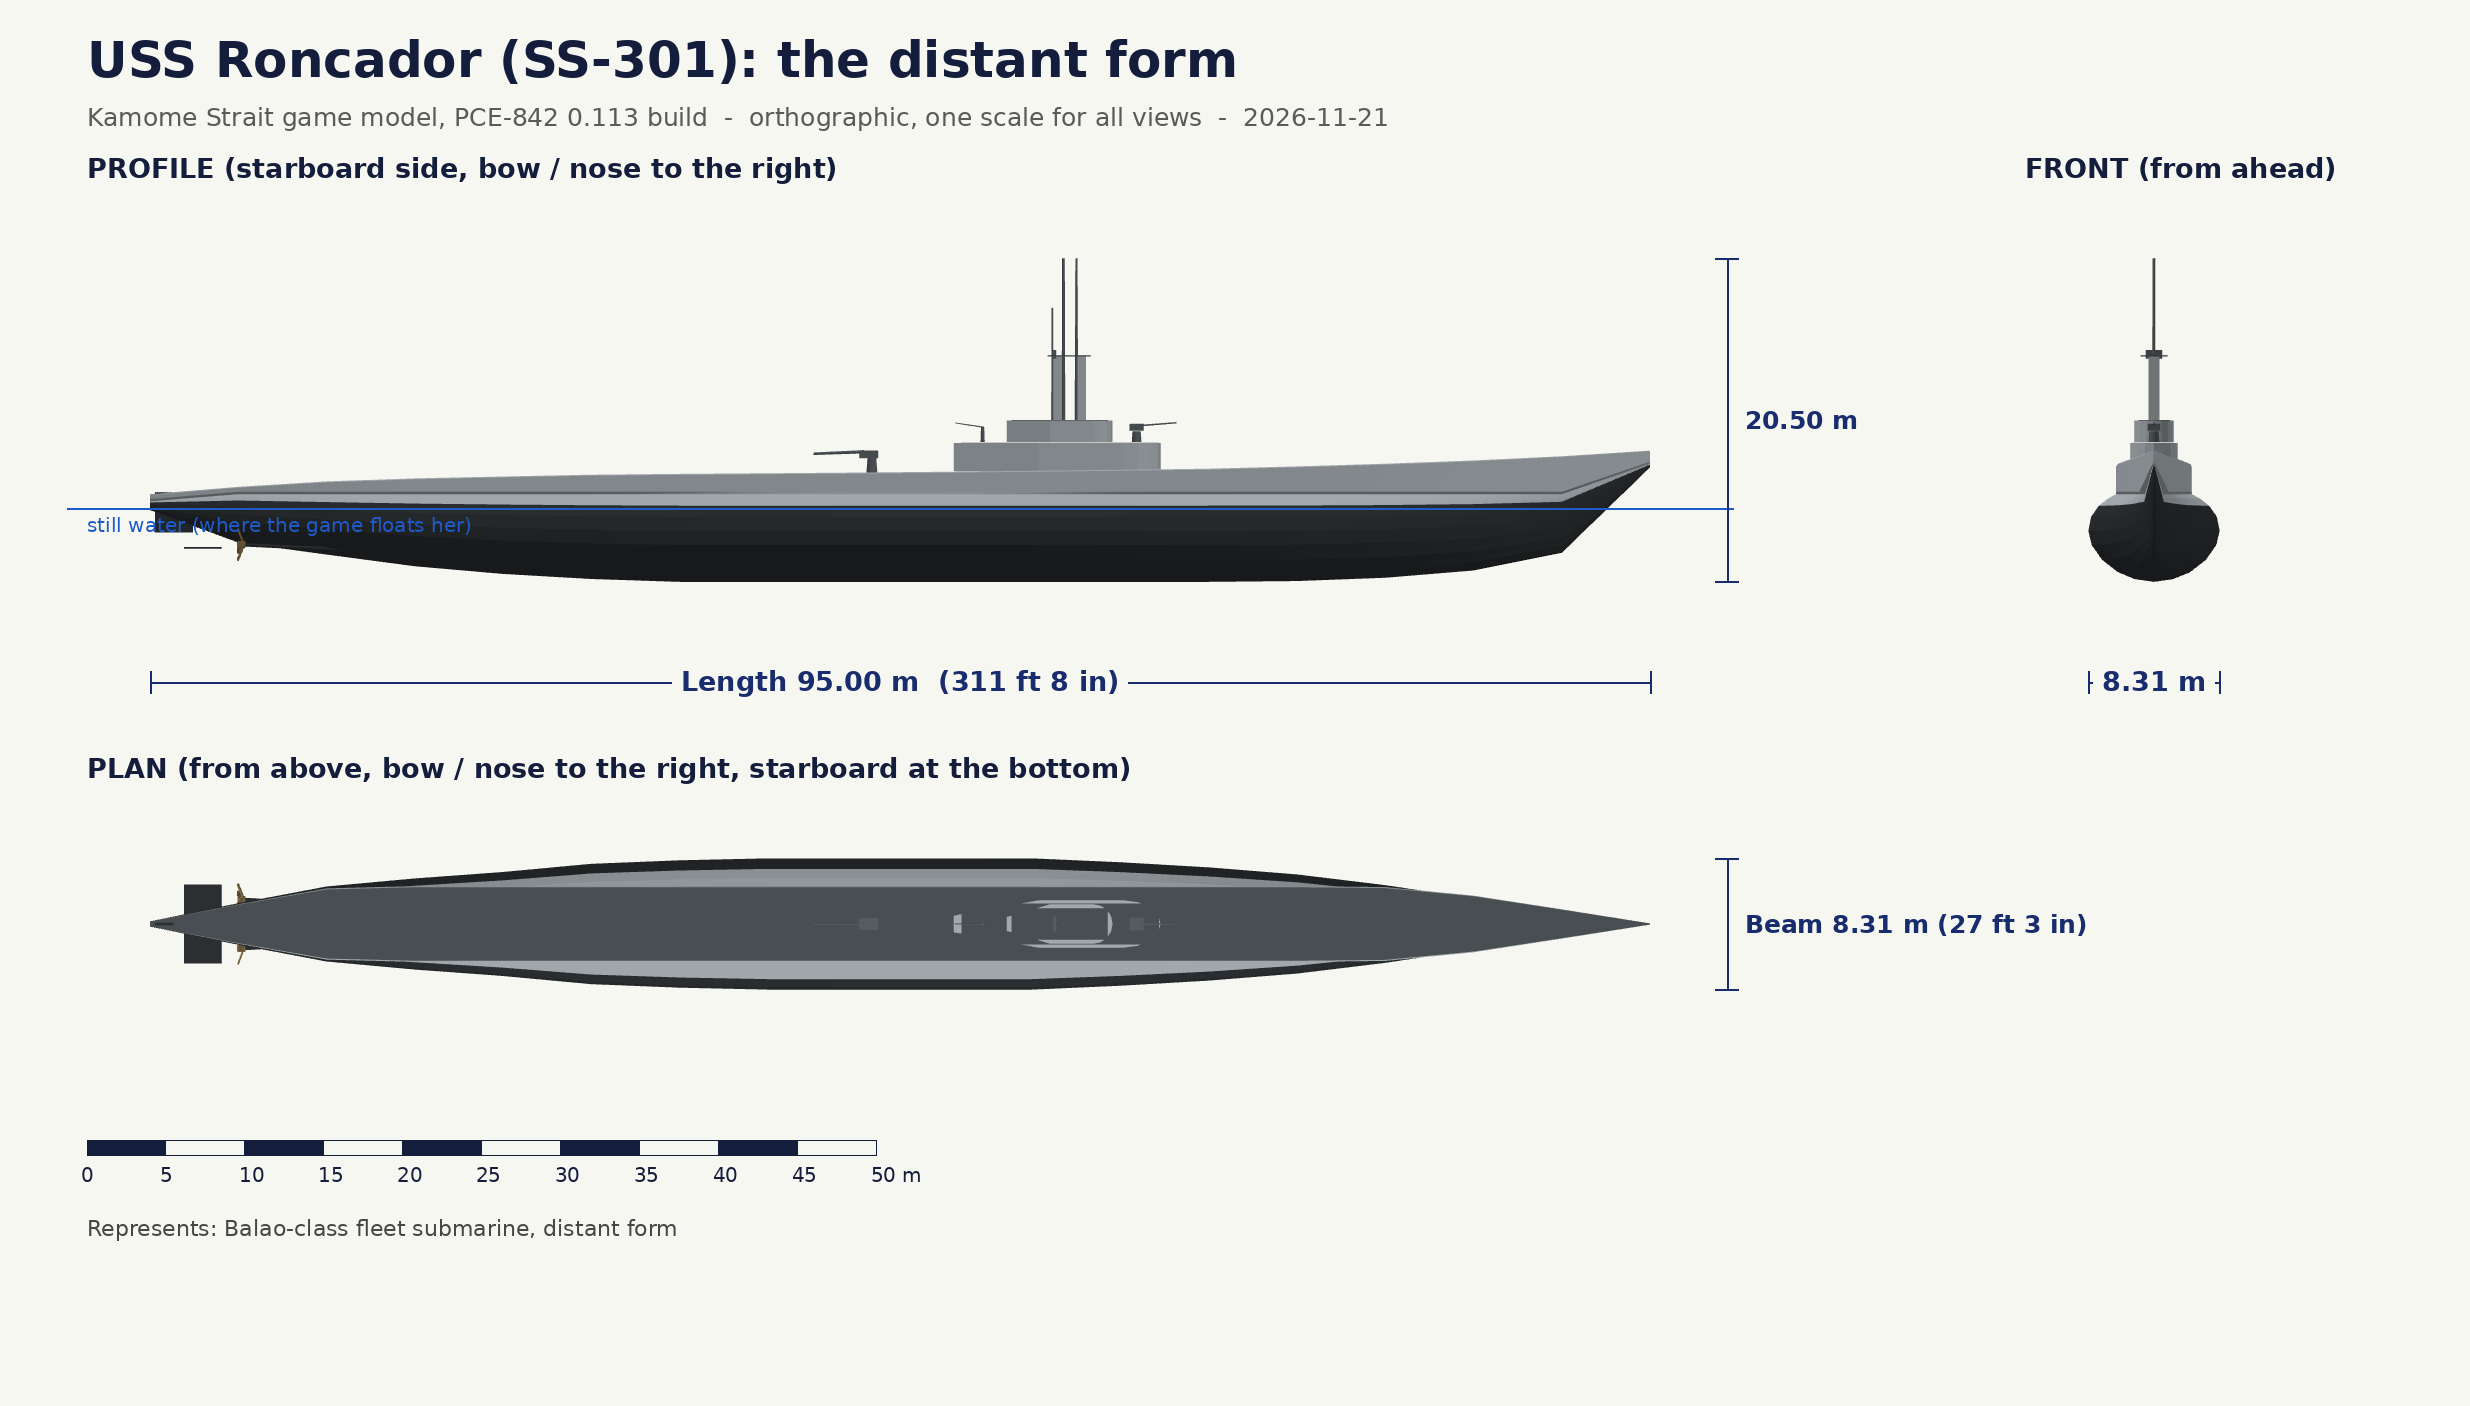 USS Roncador (SS-301): the distant form
Kamome Strait game model, PCE-842 0.113 build - orthographic, one scale for all views - 2026-11-21
PROFILE (starboard side, bow / nose to the right)
FRONT (from ahead)
20.50 m
still water (where the game floats her)
Length 95.00 m (311 ft 8 in)
8.31 m
PLAN (from above, bow / nose to the right, starboard at the bottom)
Beam 8.31 m (27 ft 3 in)
0 5 10 15 20 25 30 35 40 45 50 m
Represents: Balao-class fleet submarine, distant form